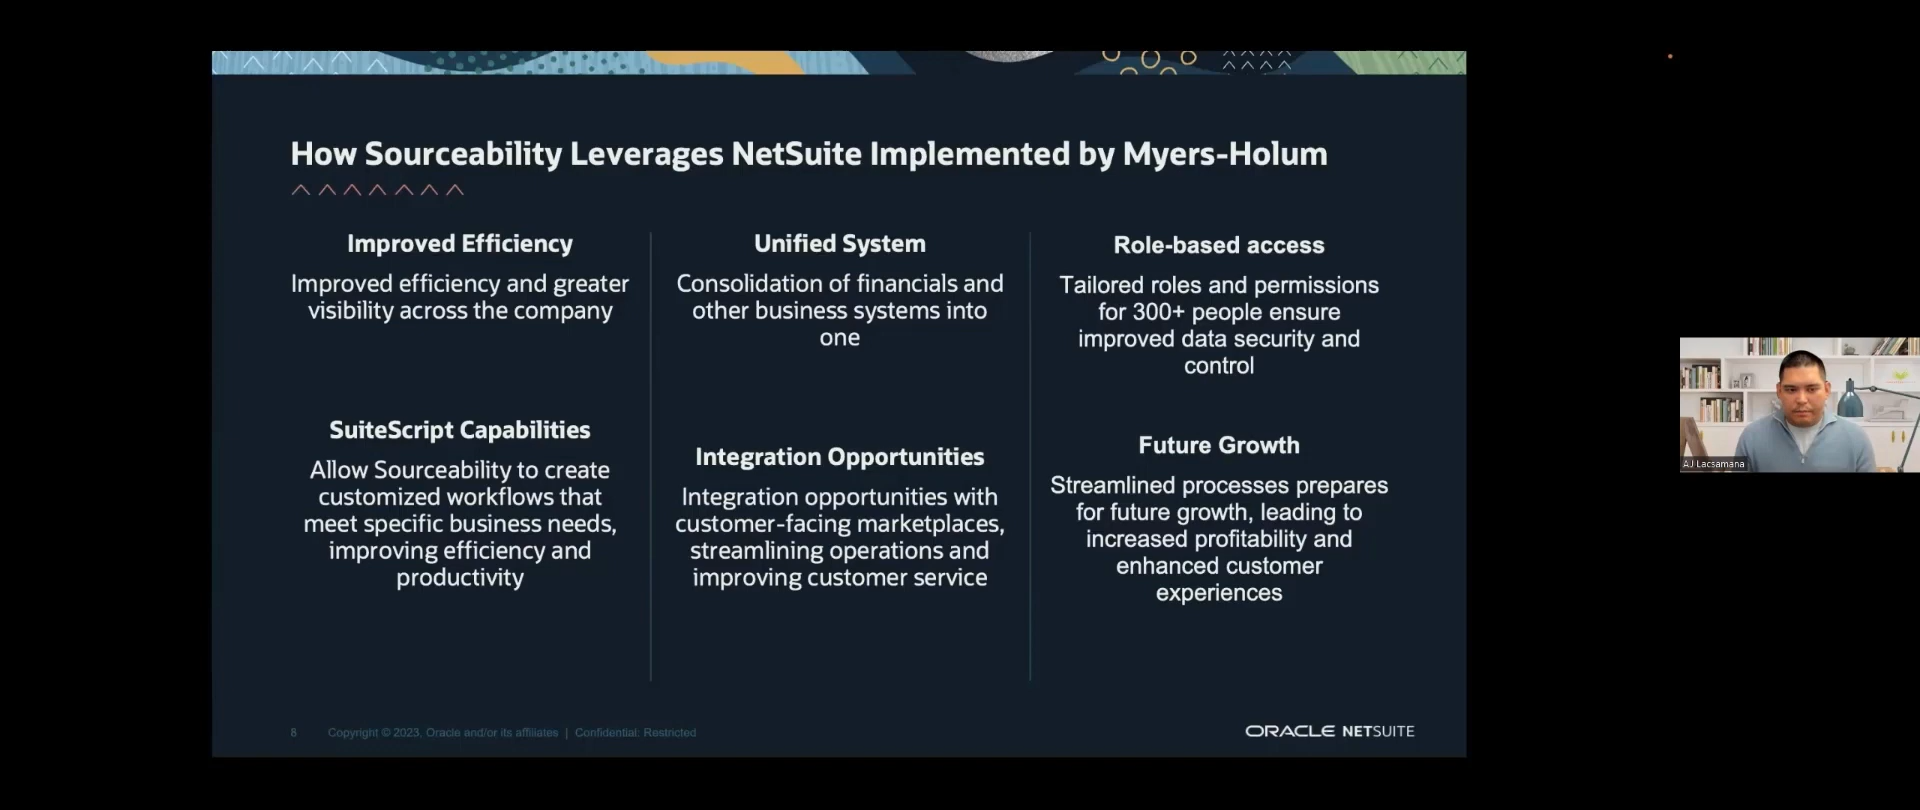 How Sourceability Leverages NetSuite Implemented by Myers-Holum
Improved Efficiency
Improved efficiency and greater
visibility across the company
Unified System
Consolidation of financials and
other business systems into
one
Role-based access
Tailored roles and permissions
for 300+ people ensure
improved data security and
control
SuiteScript Capabilities
Allow Sourceability to create
customized workflows that
meet specific business needs,
improving efficiency and
productivity
Integration Opportunities
Integration opportunities with
customer-facing marketplaces,
streamlining operations and
improving customer service
Future Growth
Streamlined processes prepares
for future growth, leading to
increased profitability and
enhanced customer
experiences
8 Copyright © 2023, Oracle and/or its affiliates | Confidential: Restricted
ORACLE NETSUITE
AJ Lacsamana